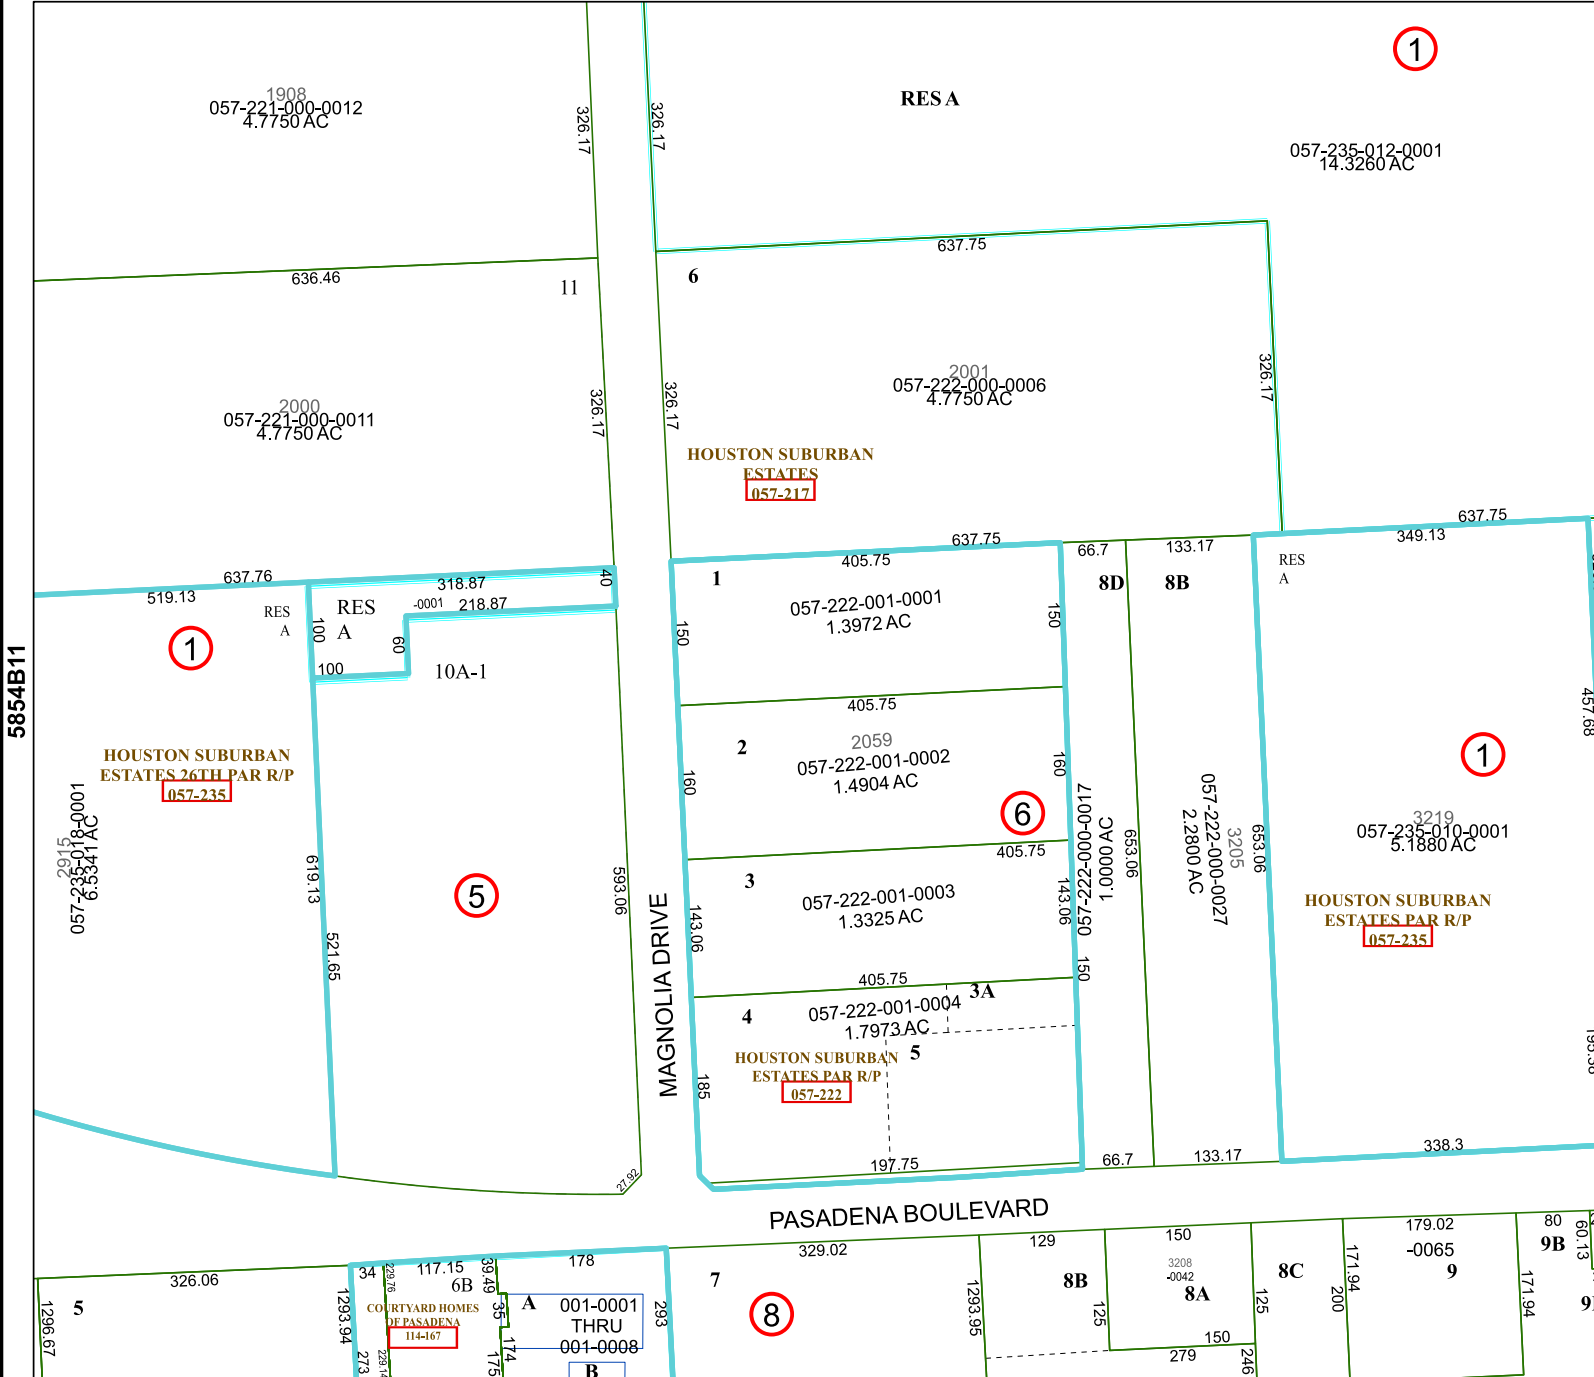 1
1908
057-221-000-0012
4.7750 AC
326.17
326.17
RES A
057-235-012-0001
14.3260 AC
637.75
636.46
11
6
2000
057-221-000-0011
4.7750 AC
326.17
326.17
2001
057-222-000-0006
4.7750 AC
326.17
HOUSTON SUBURBAN
ESTATES
057-217
637.75
349.13
637.75
405.75
66.7
133.17
637.76
519.13
318.87
40
-0001
218.87
RES
A
RES
A
100
60
100
10A-1
1
5854B11
HOUSTON SUBURBAN
ESTATES 26TH PAR R/P
057-235
2915
057-235-018-0001
6.5341 AC
619.13
521.65
5
593.06
MAGNOLIA DRIVE
1
057-222-001-0001
1.3972 AC
150
150
405.75
2
2059
057-222-001-0002
1.4904 AC
160
160
6
405.75
3
057-222-001-0003
1.3325 AC
143.06
143.06
405.75
150
3A
4
057-222-001-0004
1.7973 AC
5
HOUSTON SUBURBAN
ESTATES PAR R/P
057-222
185
197.75
8D
8B
057-222-000-0017
1.0000 AC
653.06
057-222-000-0027
2.2800 AC
3205
653.06
66.7
133.17
RES
A
457.68
1
3219
057-235-010-0001
5.1880 AC
HOUSTON SUBURBAN
ESTATES PAR R/P
057-235
195.38
338.3
27.92
PASADENA BOULEVARD
326.06
5
1296.67
34
117.15
178
1293.94
273
229.76
229.14
6B
39.49
35
174
175
COURTYARD HOMES
OF PASADENA
114-167
A
001-0001
THRU
001-0008
B
293
7
329.02
8
1293.95
129
8B
125
150
3208
-0042
8A
150
279
125
246
8C
171.94
200
179.02
-0065
9
171.94
80
9B
60.13